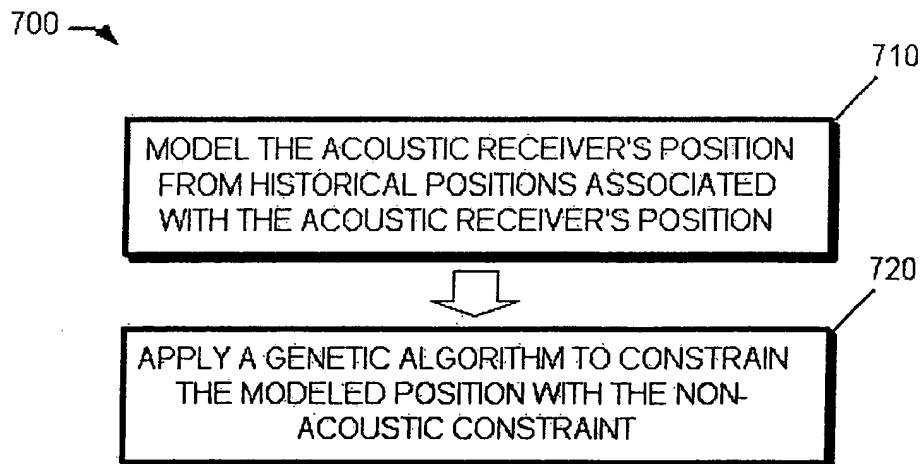 700
710
MODEL THE ACOUSTIC RECEIVER'S POSITION
FROM HISTORICAL POSITIONS ASSOCIATED
WITH THE ACOUSTIC RECEIVER'S POSITION
720
APPLY A GENETIC ALGORITHM TO CONSTRAIN
THE MODELED POSITION WITH THE NON-
ACOUSTIC CONSTRAINT